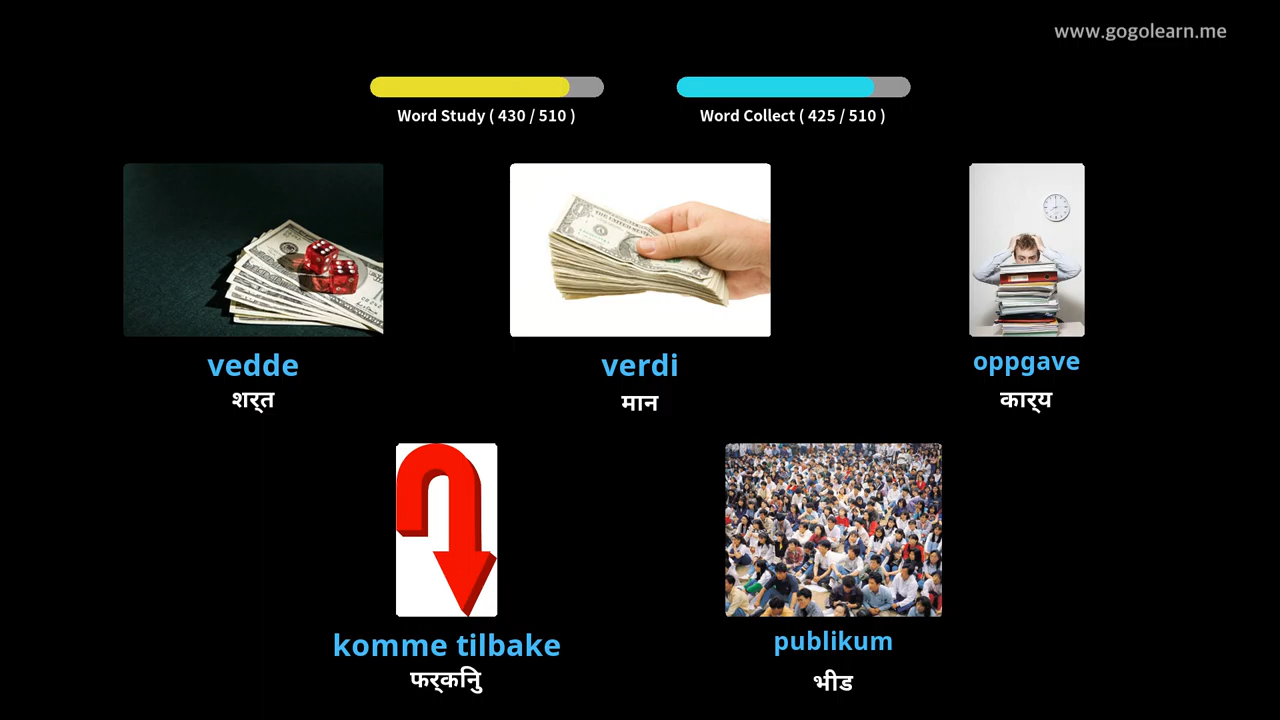 www.gogolearn.me
Word Study ( 430 / 510 )
Word Collect ( 425 / 510 )
vedde
शर्त
verdi
मान
oppgave
कार्य
komme tilbake
फर्किनु
publikum
भीड